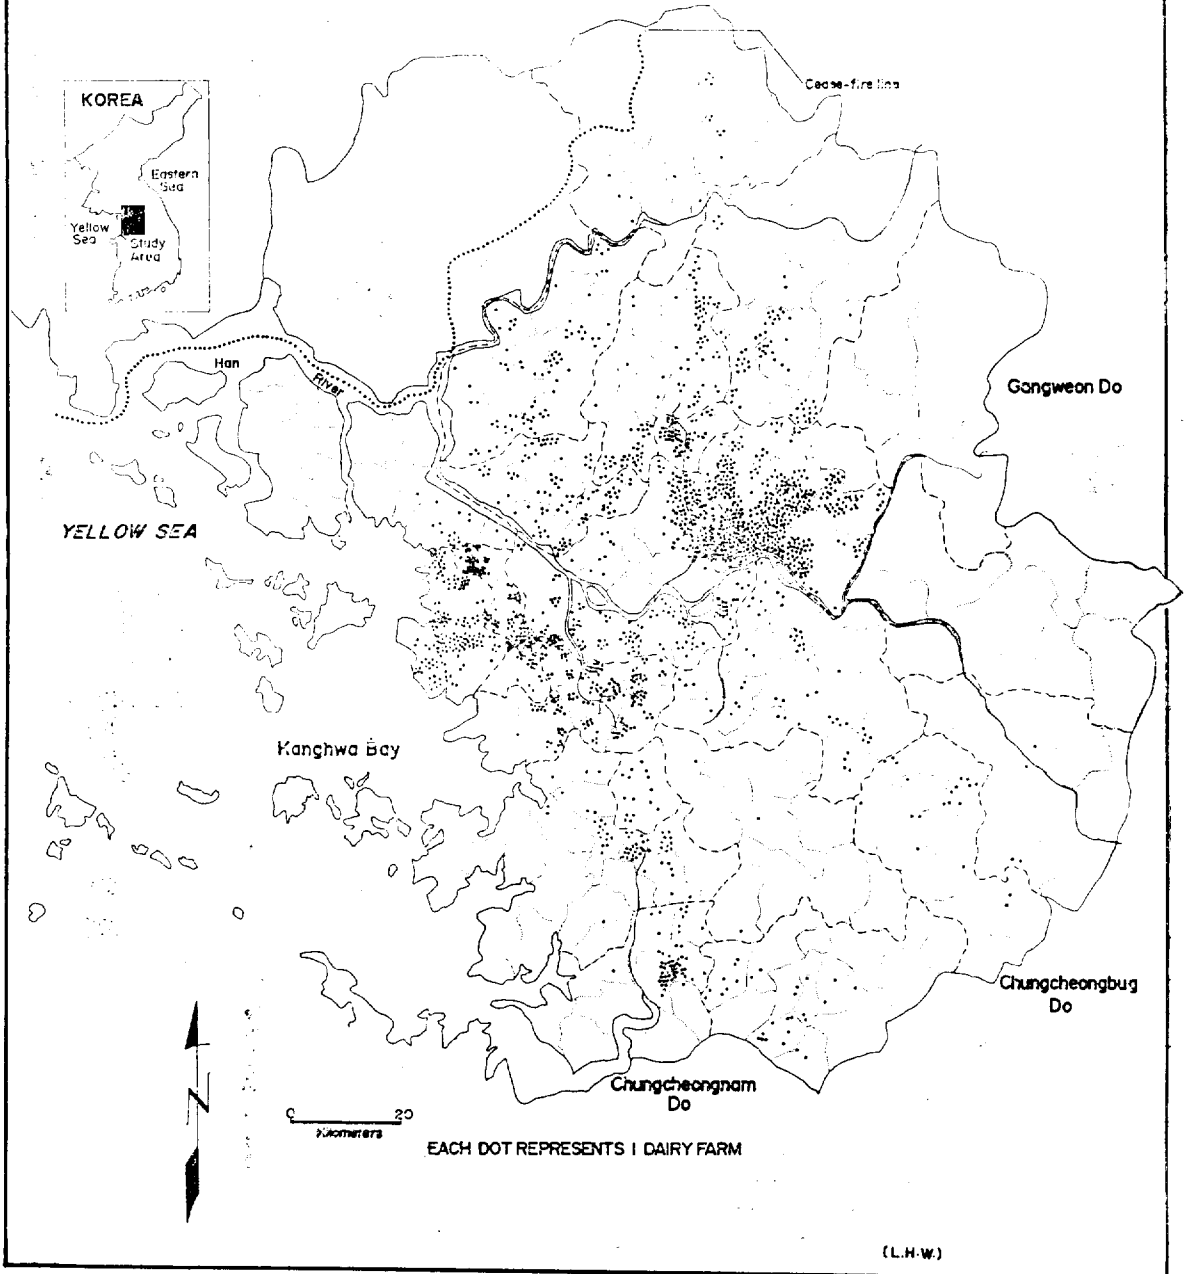 Cease-fire line
KOREA
Eastern
Sea
Yellow
Sea
Study
Area
Han
River
Gangweon Do
YELLOW SEA
Kanghwa Bay
Chungcheongbug
Do
Chungcheongnam
Do
N
0 20
Kilometers
EACH DOT REPRESENTS 1 DAIRY FARM
(L.H.W.)